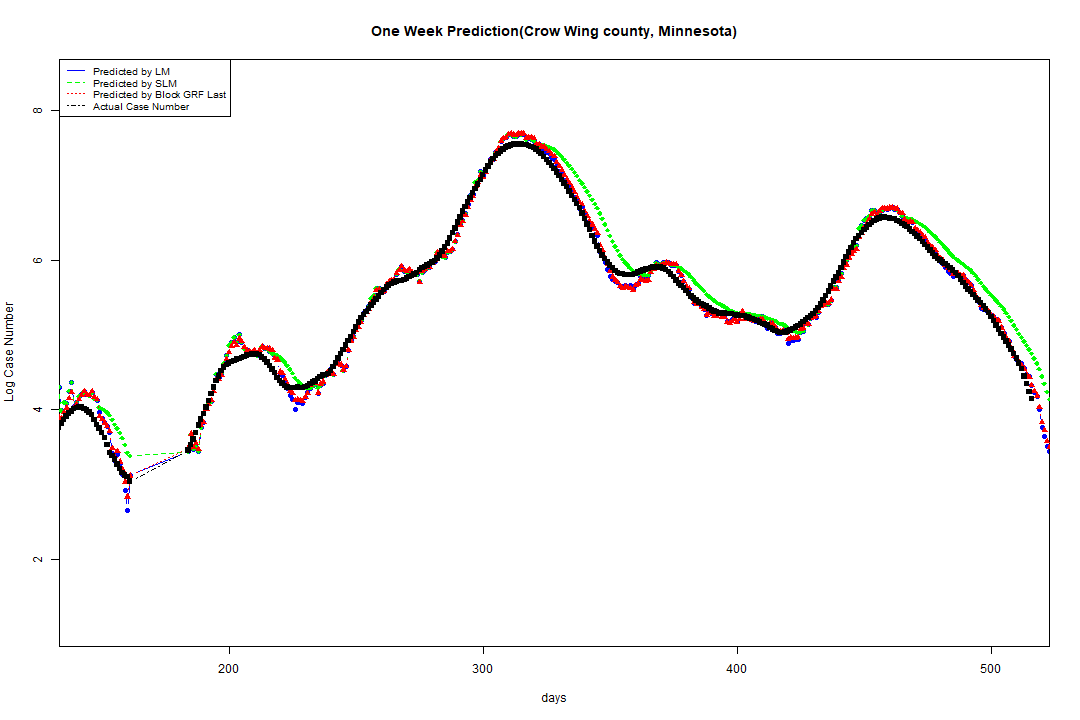 One Week Prediction(Crow Wing county, Minnesota)
Predicted by LM
Predicted by SLM
Predicted by Block GRF Last
Actual Case Number
8
6
4
2
Log Case Number
200 300 400 500
days